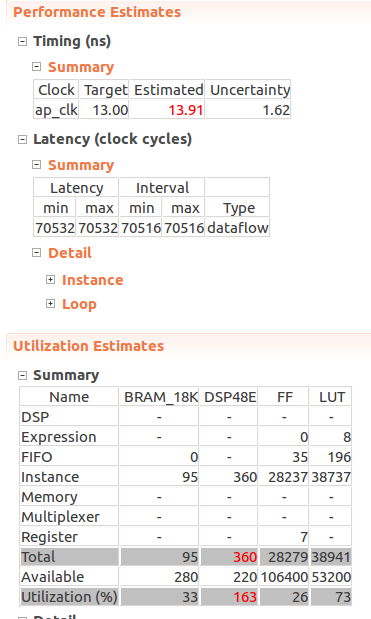 Performance Estimates
Timing (ns)
Summary
Clock Target Estimated Uncertainty
ap_clk 13.00 13.91 1.62
Latency (clock cycles)
Summary
Latency Interval
min max min max Type
70532 70532 70516 70516 dataflow
Detail
Instance
Loop
Utilization Estimates
Summary
Name BRAM_18K DSP48E FF LUT
DSP - - - -
Expression - - 0 8
FIFO 0 - 35 196
Instance 95 360 28237 38737
Memory - - - -
Multiplexer - - - -
Register - - 7 -
Total 95 360 28279 38941
Available 280 220 106400 53200
Utilization (%) 33 163 26 73